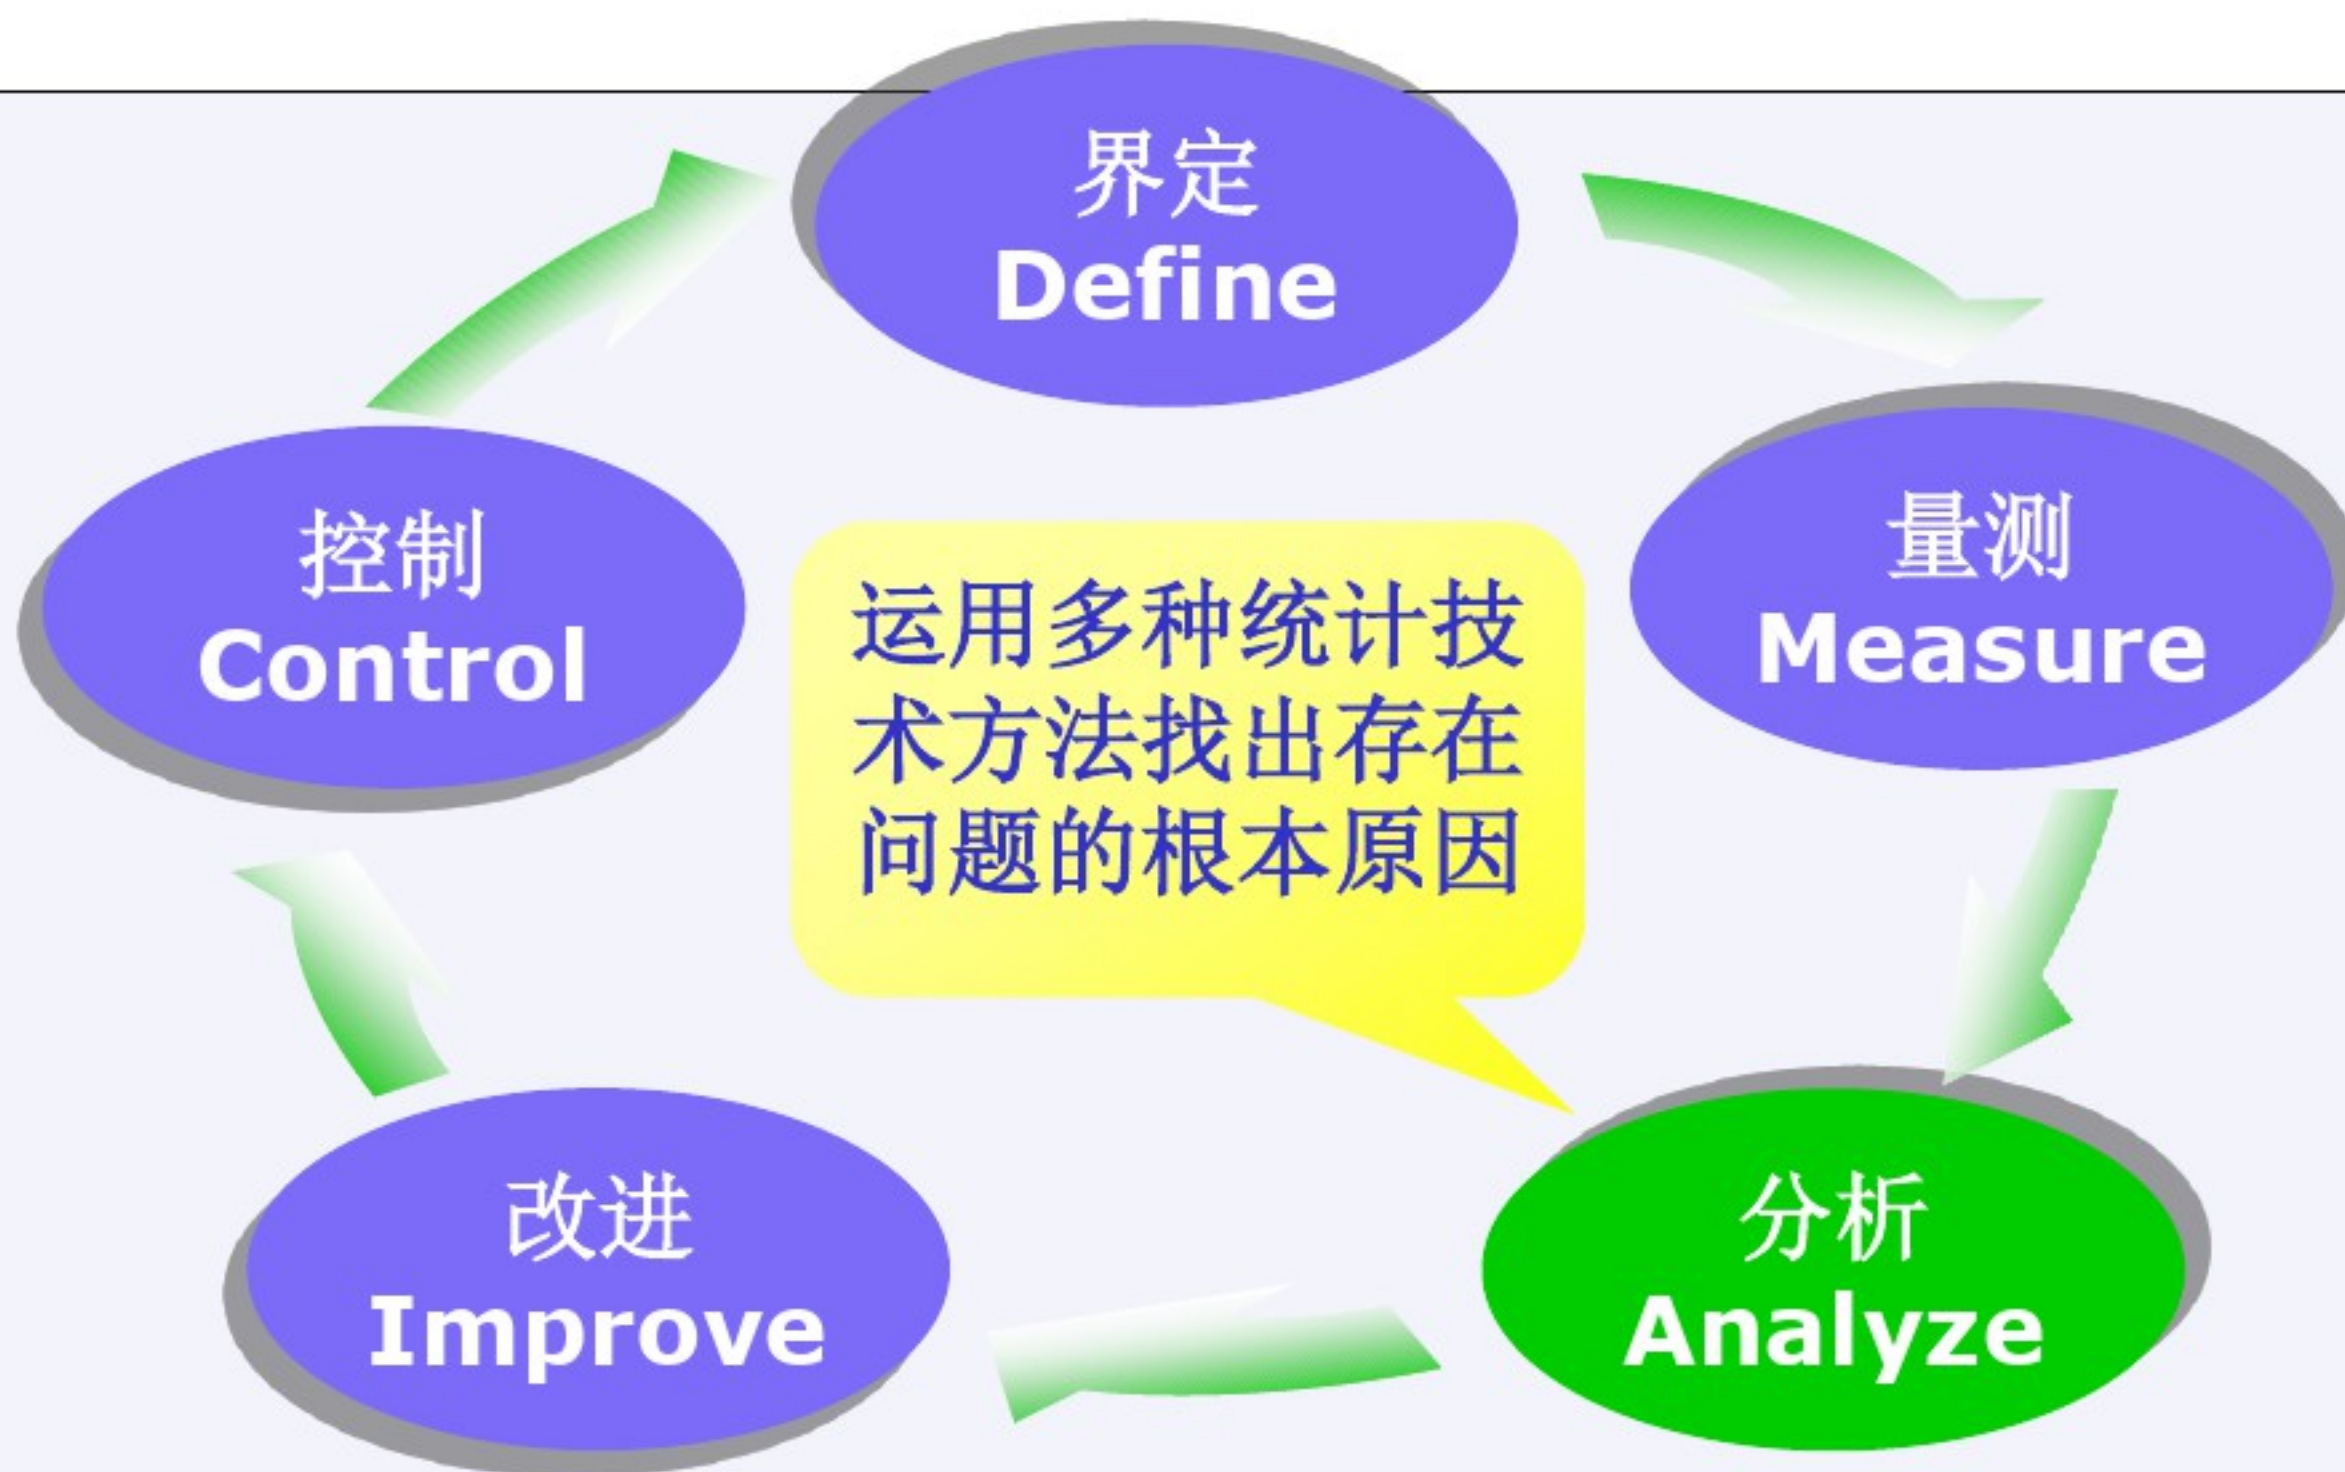 界定
Define
量测
Measure
控制
Control
运用多种统计技
术方法找出存在
问题的根本原因
分析
Analyze
改进
Improve